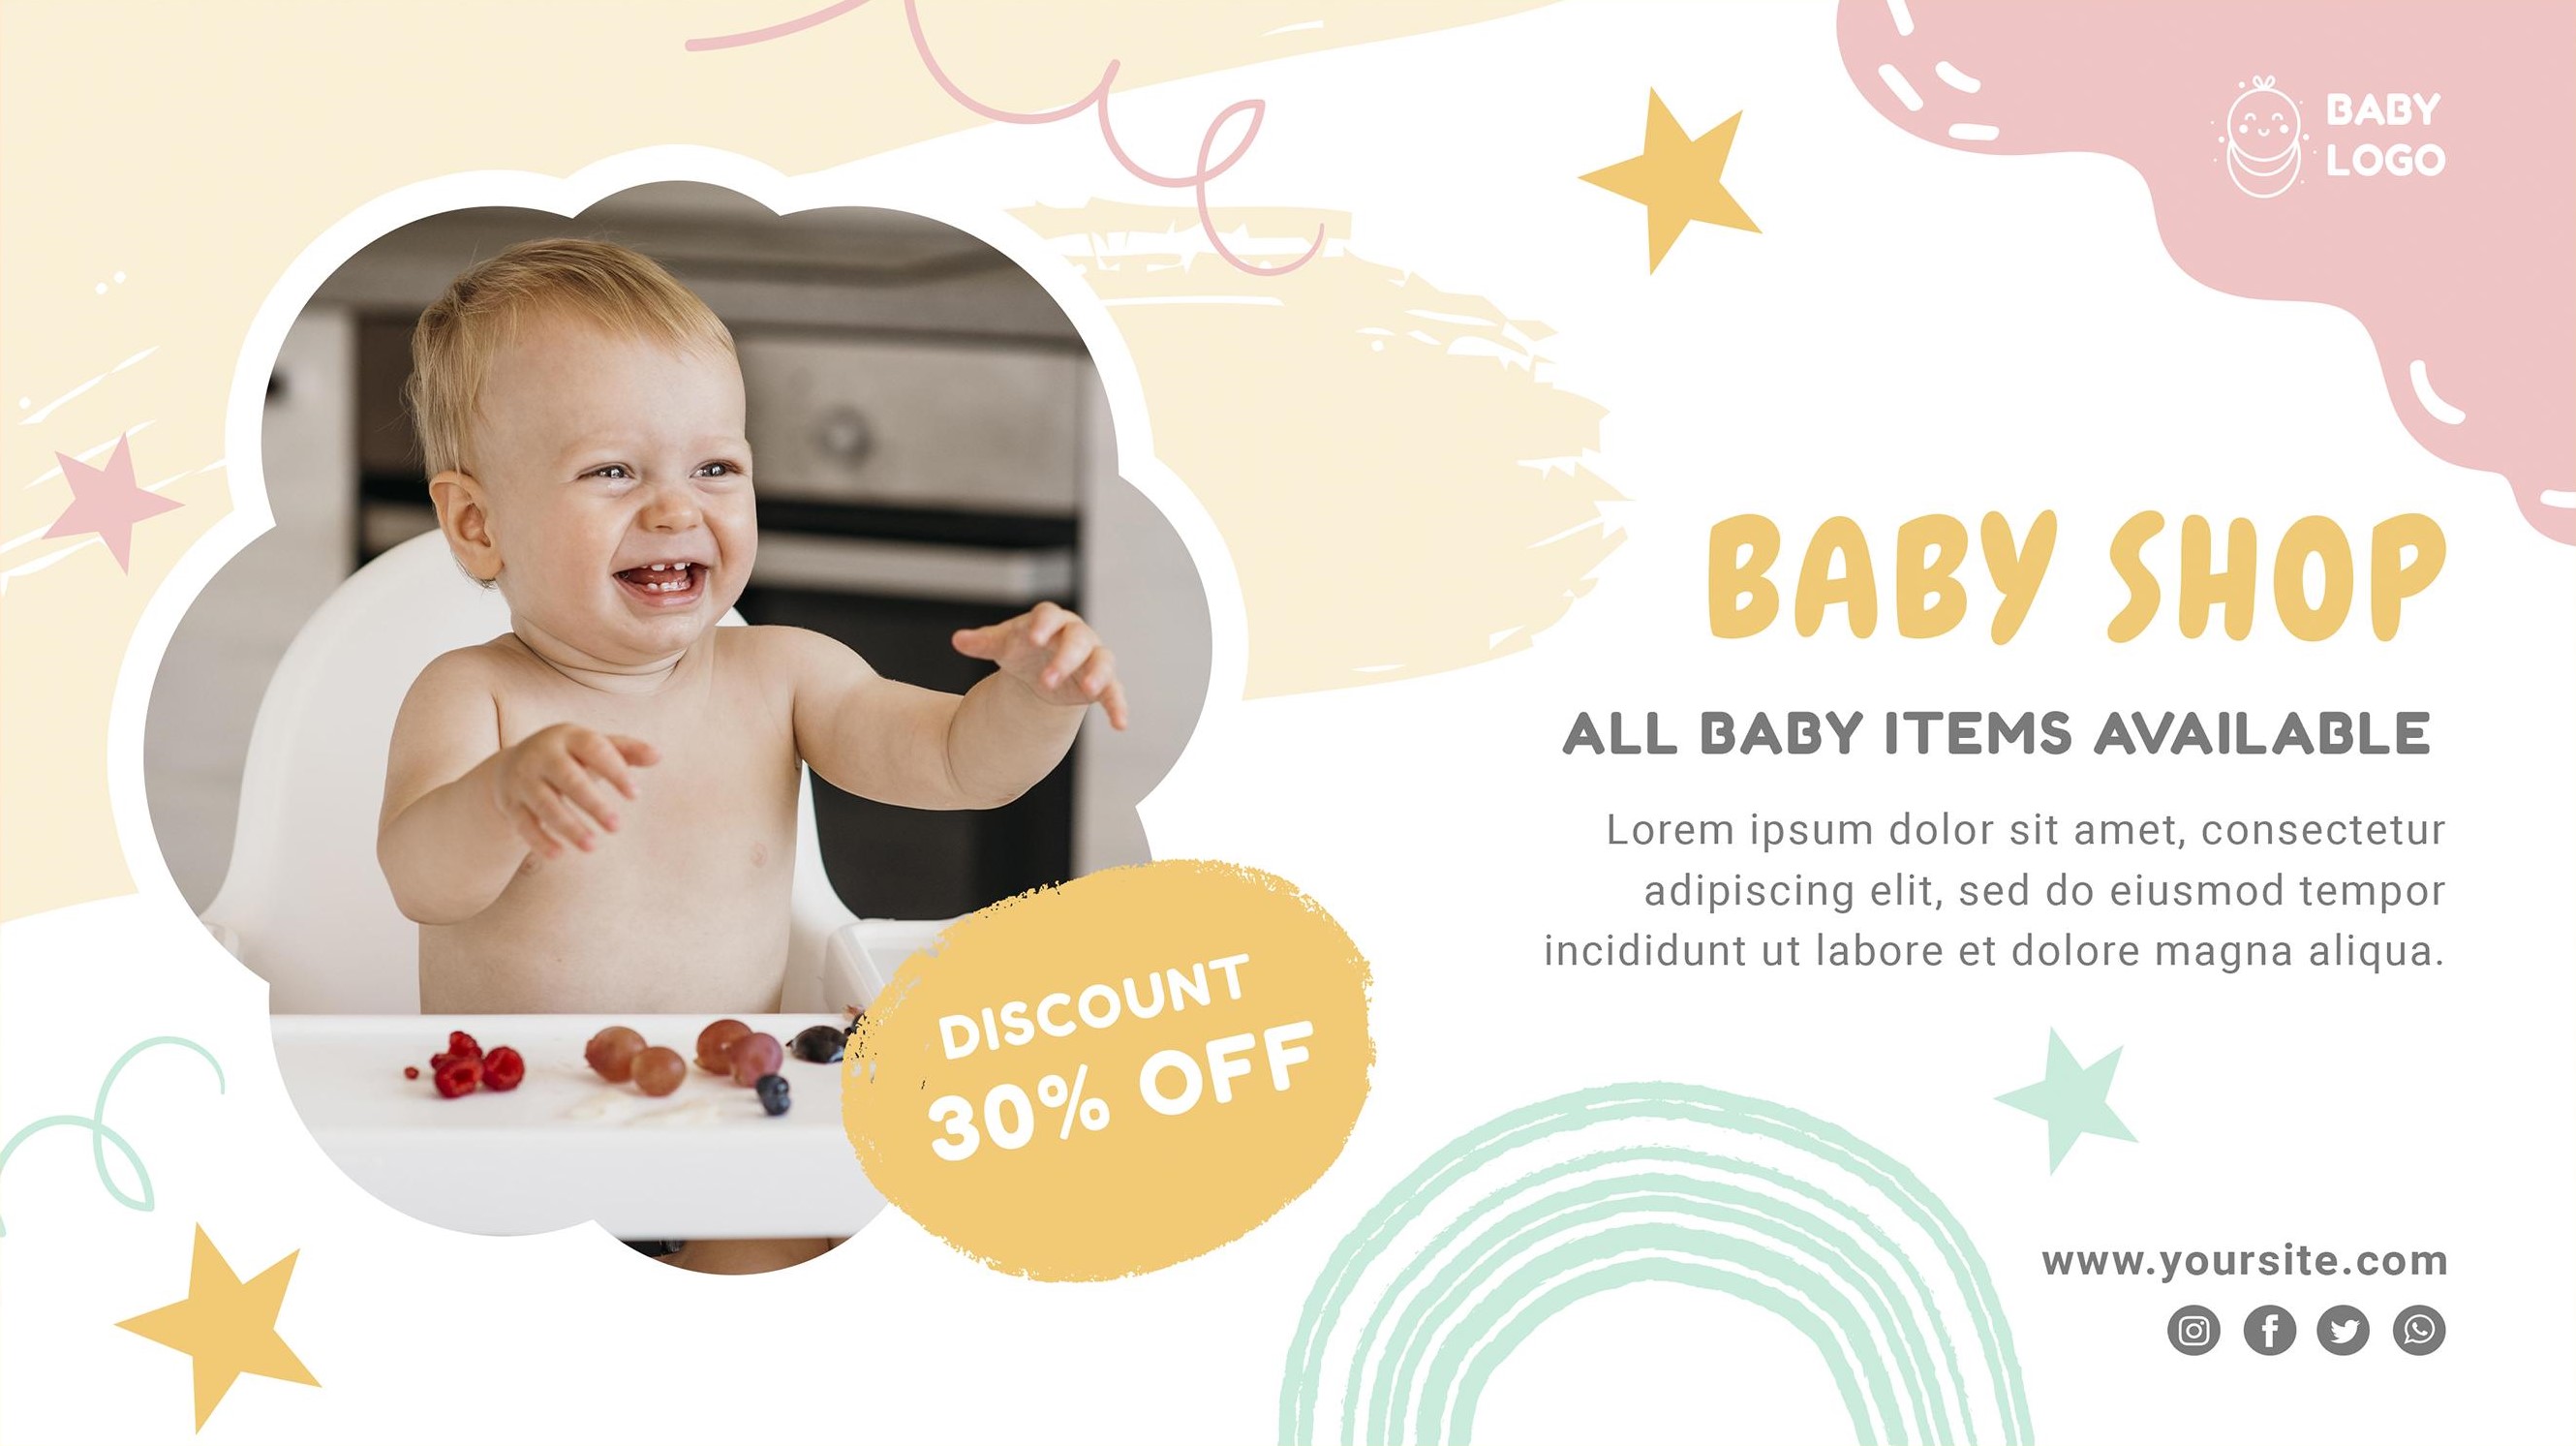 BABY
LOGO
BABY SHOP
ALL BABY ITEMS AVAILABLE
Lorem ipsum dolor sit amet, consectetur
adipiscing elit, sed do eiusmod tempor
incididunt ut labore et dolore magna aliqua.
DISCOUNT
30% OFF
www.yoursite.com